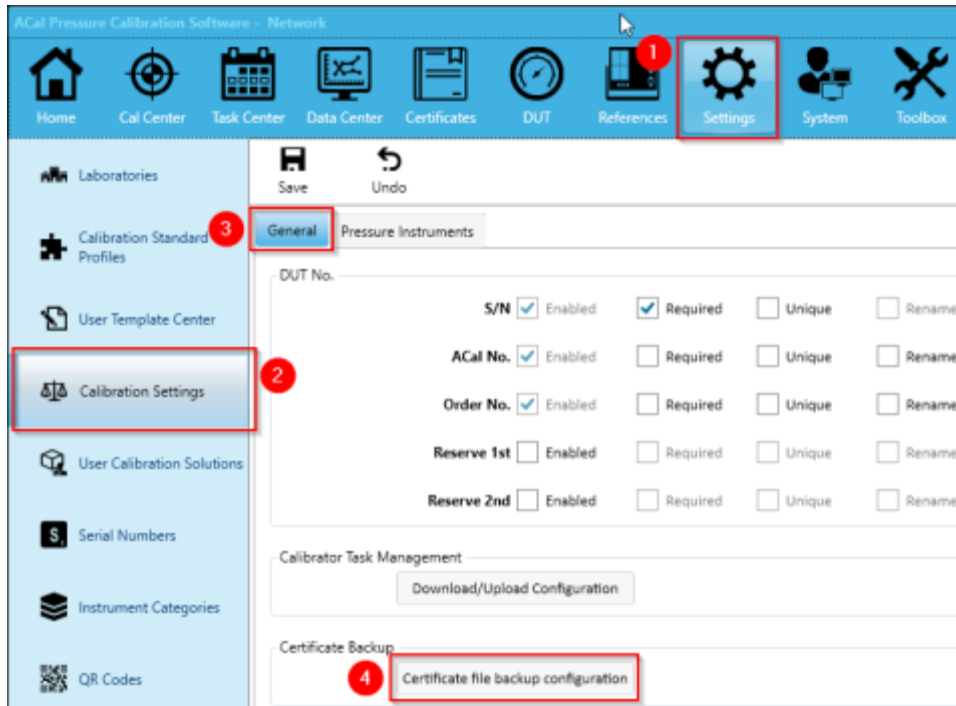 ACal Pressure Calibration Software - Network
1
Home Cal Center Task Center Data Center Certificates DUT References Settings System Toolbox
Laboratories
Save Undo
3
General Pressure Instruments
Calibration Standard
Profiles
DUT No.
S/N Enabled Required Unique Rename
User Template Center
ACal No. Enabled Required Unique Rename
2
Calibration Settings
Order No. Enabled Required Unique Rename
Reserve 1st Enabled Required Unique Rename
User Calibration Solutions
Reserve 2nd Enabled Required Unique Rename
S,
Serial Numbers
Calibrator Task Management
Download/Upload Configuration
Instrument Categories
Certificate Backup
4
Certificate file backup configuration
QR Codes